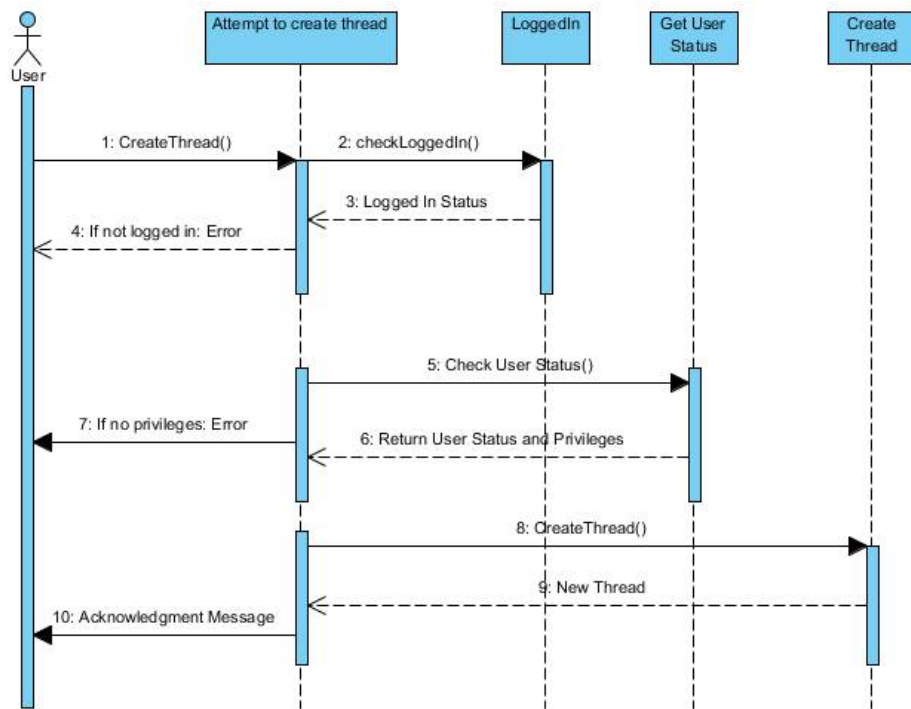 Attempt to create thread
LoggedIn
Get User
Status
Create
Thread
User
1: CreateThread()
2: checkLoggedIn()
3: Logged In Status
4: If not logged in: Error
5: Check User Status()
7: If no privileges: Error
6: Return User Status and Privileges
8: CreateThread()
9: New Thread
10: Acknowledgment Message